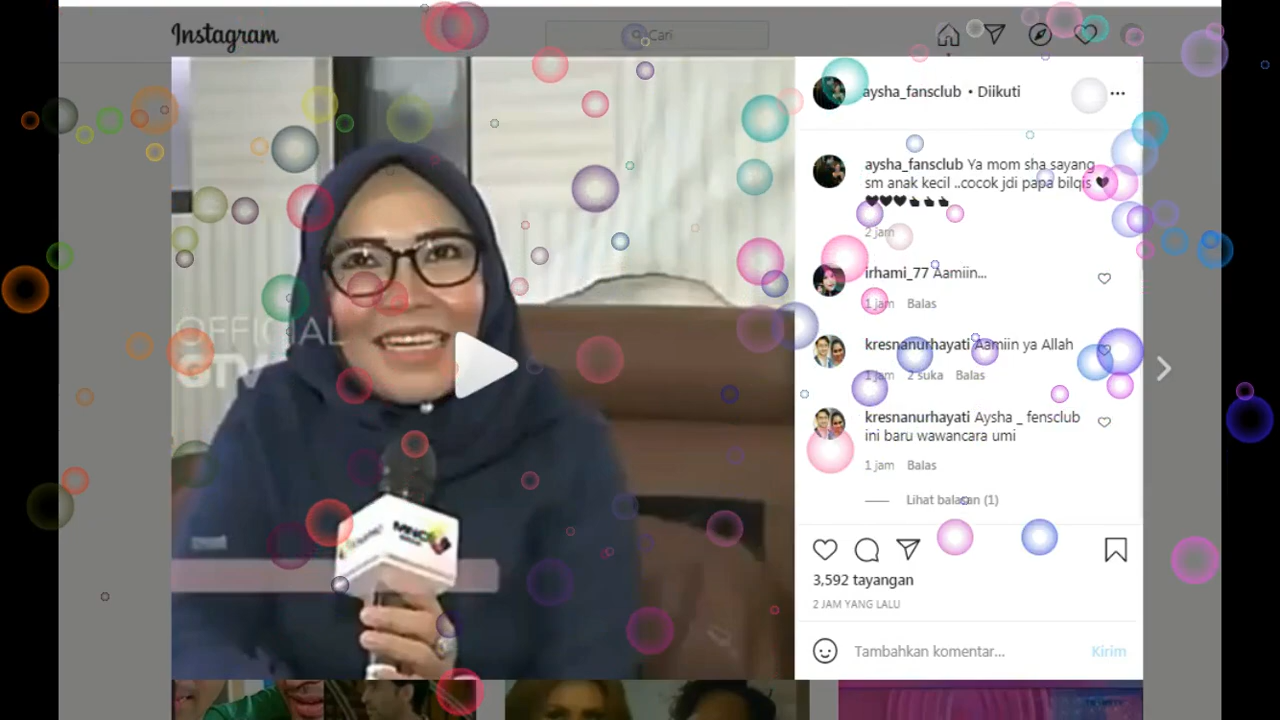 Instagram
Cari
aysha_fansclub • Diikuti
aysha_fansclub Ya mom sha sayang
sm anak kecil ..cocok jdi papa bilqis
2 jam
irhami_77 Aamiin...
1 jam Balas
kresnanurhayati Aamiin ya Allah
1 jam 2 suka Balas
kresnanurhayati Aysha _ fensclub
ini baru wawancara umi
1 jam Balas
Lihat balasan (1)
3,592 tayangan
2 JAM YANG LALU
Tambahkan komentar... Kirim
OFFICIAL
GTV
MNC